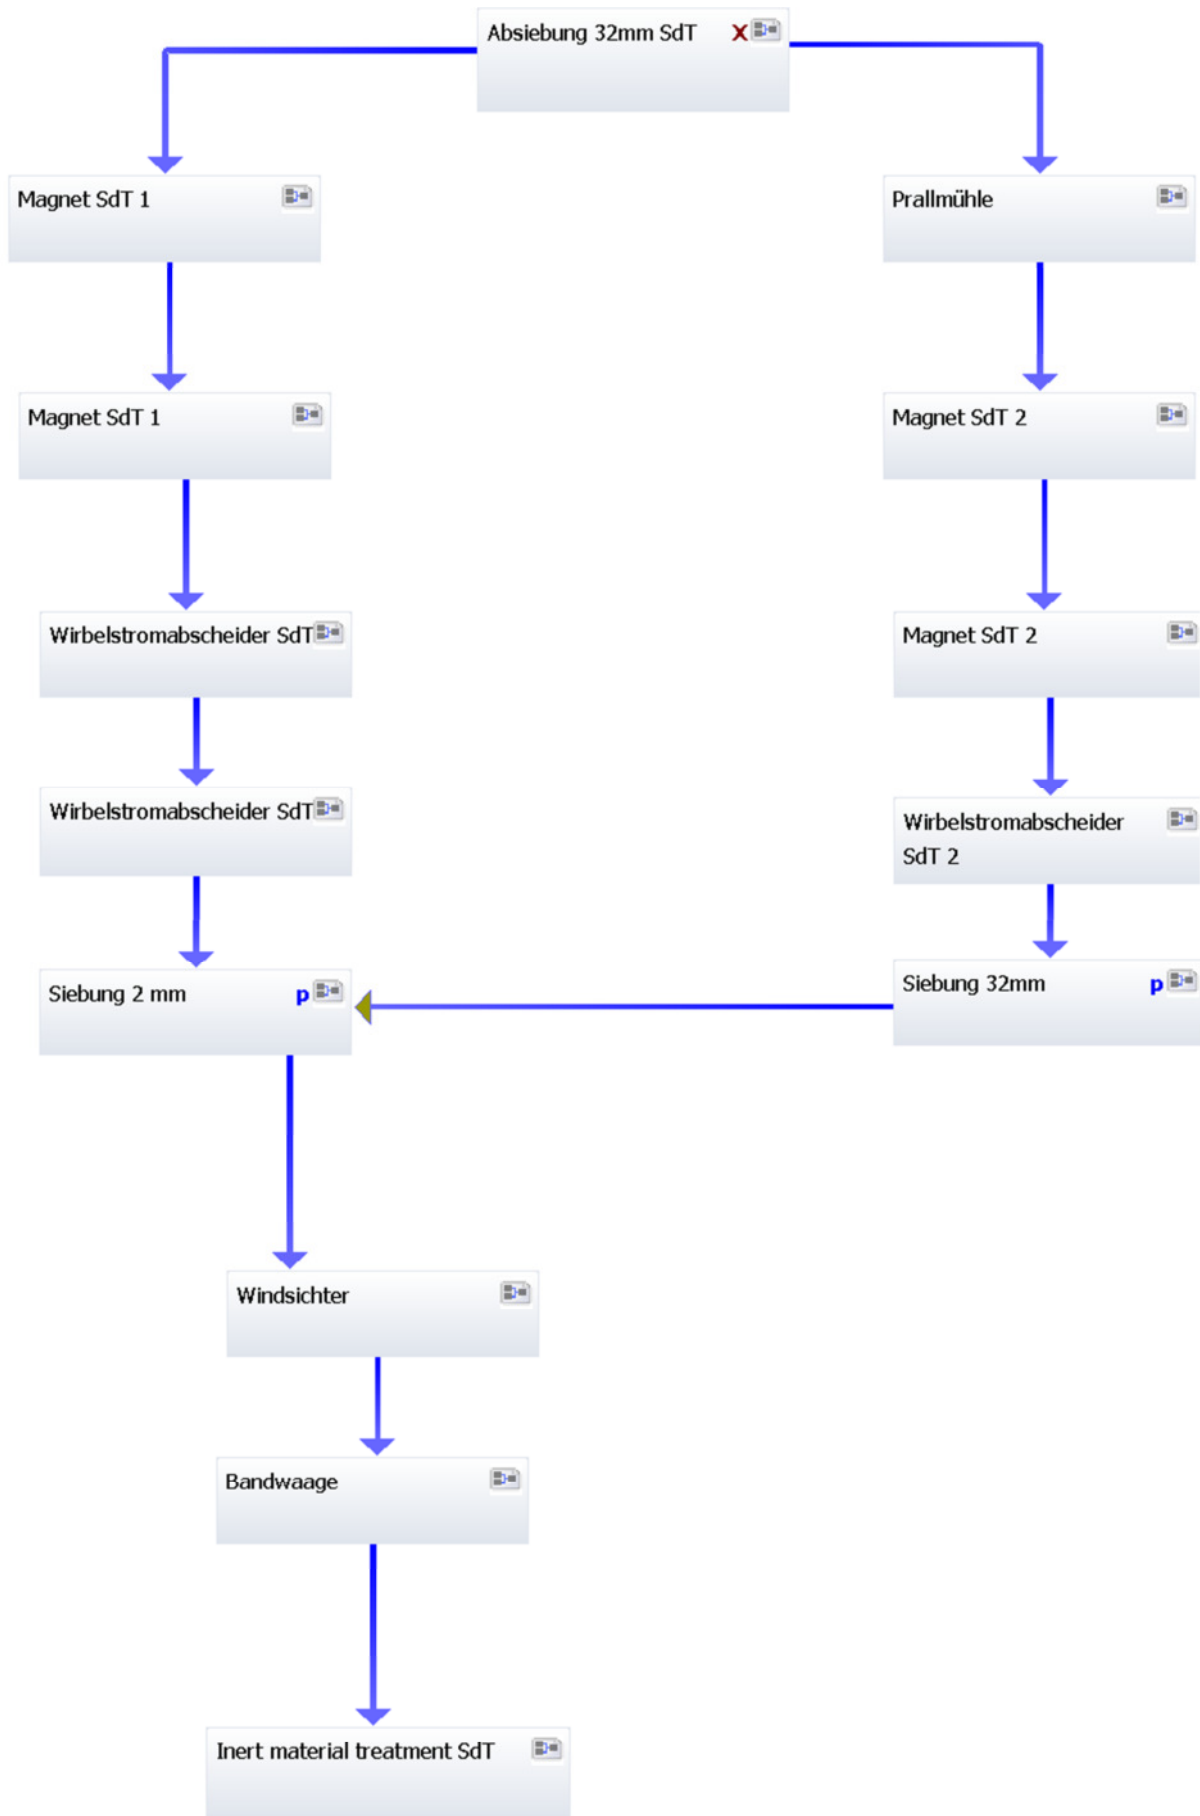 Absiebung 32mm SdT X
Magnet SdT 1
Prallmühle
Magnet SdT 1
Magnet SdT 2
Wirbelstromabscheider SdT
Magnet SdT 2
Wirbelstromabscheider SdT
Wirbelstromabscheider
SdT 2
Siebung 2 mm p
Siebung 32mm p
Windsichter
Bandwaage
Inert material treatment SdT